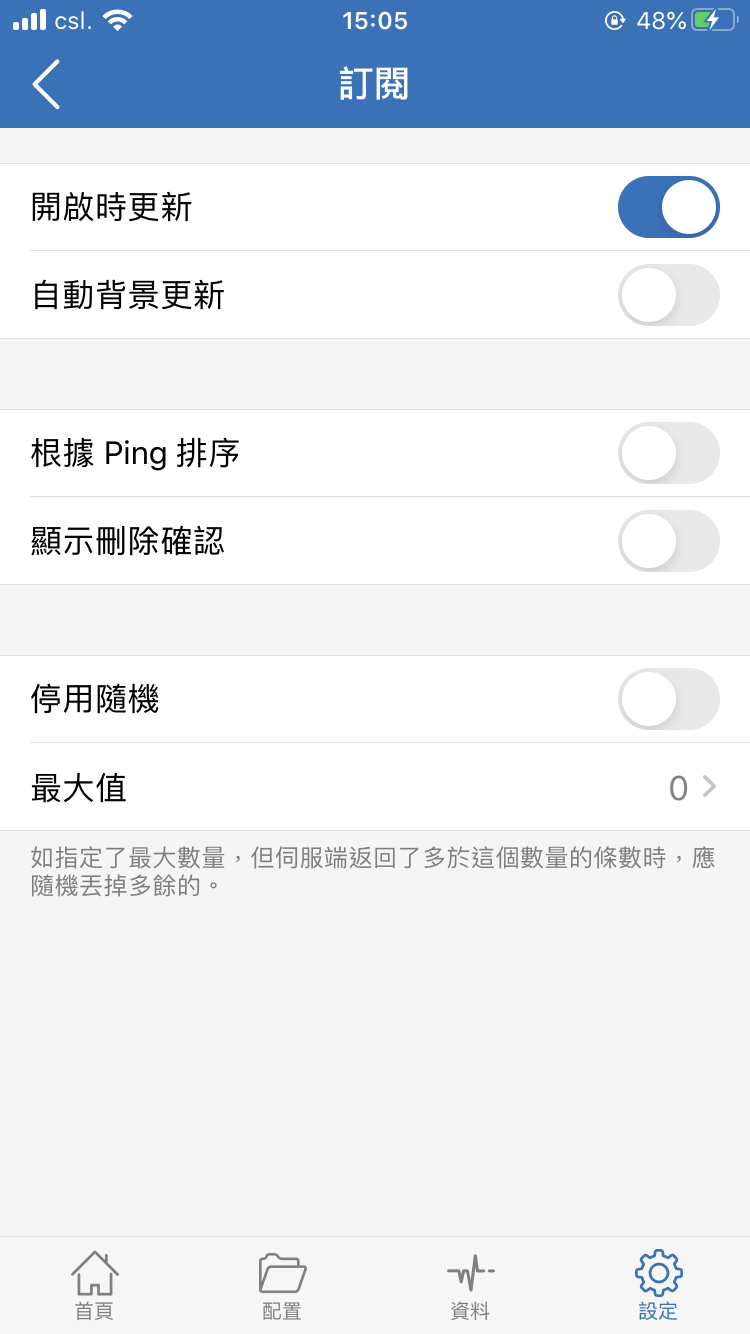 csl. 15:05 48%
訂閱
開啟時更新
自動背景更新
根據 Ping 排序
顯示刪除確認
停用隨機
最大值 0
如指定了最大數量，但伺服端返回了多於這個數量的條數時，應
隨機丟掉多餘的。
首頁 配置 資料 設定